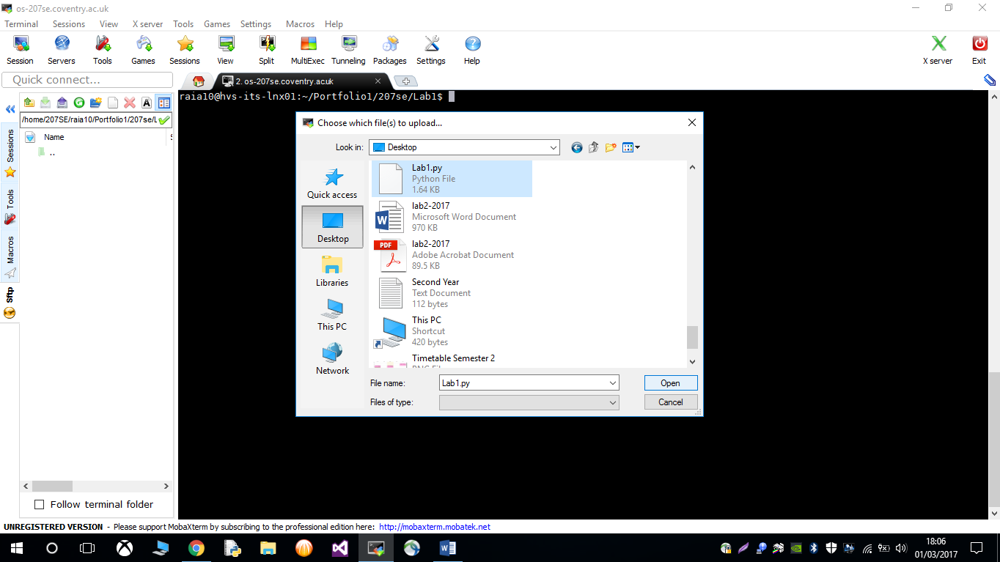 os-207se.coventry.ac.uk
Terminal Sessions View X server Tools Games Settings Macros Help
Session Servers Tools Games Sessions View Split MultiExec Tunneling Packages Settings Help X server Exit
Quick connect...
2. os-207se.coventry.ac.uk
raia10@hvs-its-lnx01:~/Portfolio1/207se/Lab1$
/home/207SE/raia10/Portfolio1/207se/L
Name
..
Sessions
Tools
Macros
Sftp
Choose which file(s) to upload...
Look in: Desktop
Quick access
Desktop
Libraries
This PC
Network
Lab1.py
Python File
1.64 KB
lab2-2017
Microsoft Word Document
970 KB
PDF
lab2-2017
Adobe Acrobat Document
89.5 KB
Second Year
Text Document
112 bytes
This PC
Shortcut
420 bytes
Timetable Semester 2
File name: Lab1.py Open
Files of type: Cancel
Follow terminal folder
UNREGISTERED VERSION - Please support MobaXterm by subscribing to the professional edition here: http://mobaxterm.mobatek.net
18:06
01/03/2017